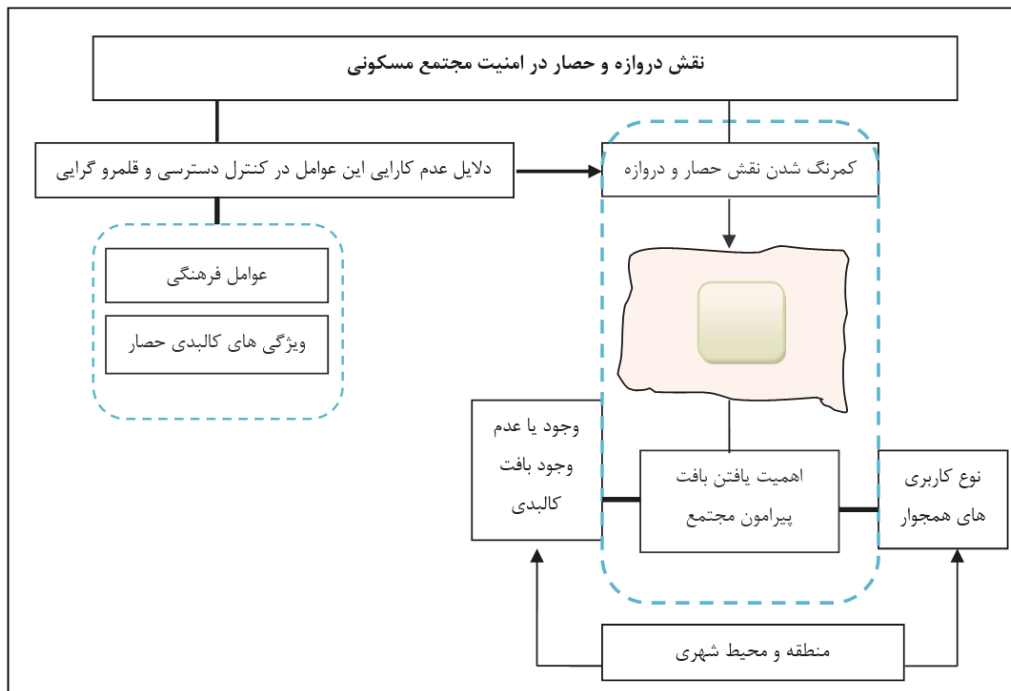 نقش دروازه و حصار در امنیت مجتمع مسکونی
دلایل عدم کارایی این عوامل در کنترل دسترسی و قلمرو گرایی
کمرنگ شدن نقش حصار و دروازه
عوامل فرهنگی
ویژگی های کالبدی حصار
وجود یا عدم
وجود بافت
کالبدی
اهمیت یافتن بافت
پیرامون مجتمع
نوع کاربری
های همجوار
منطقه و محیط شهری